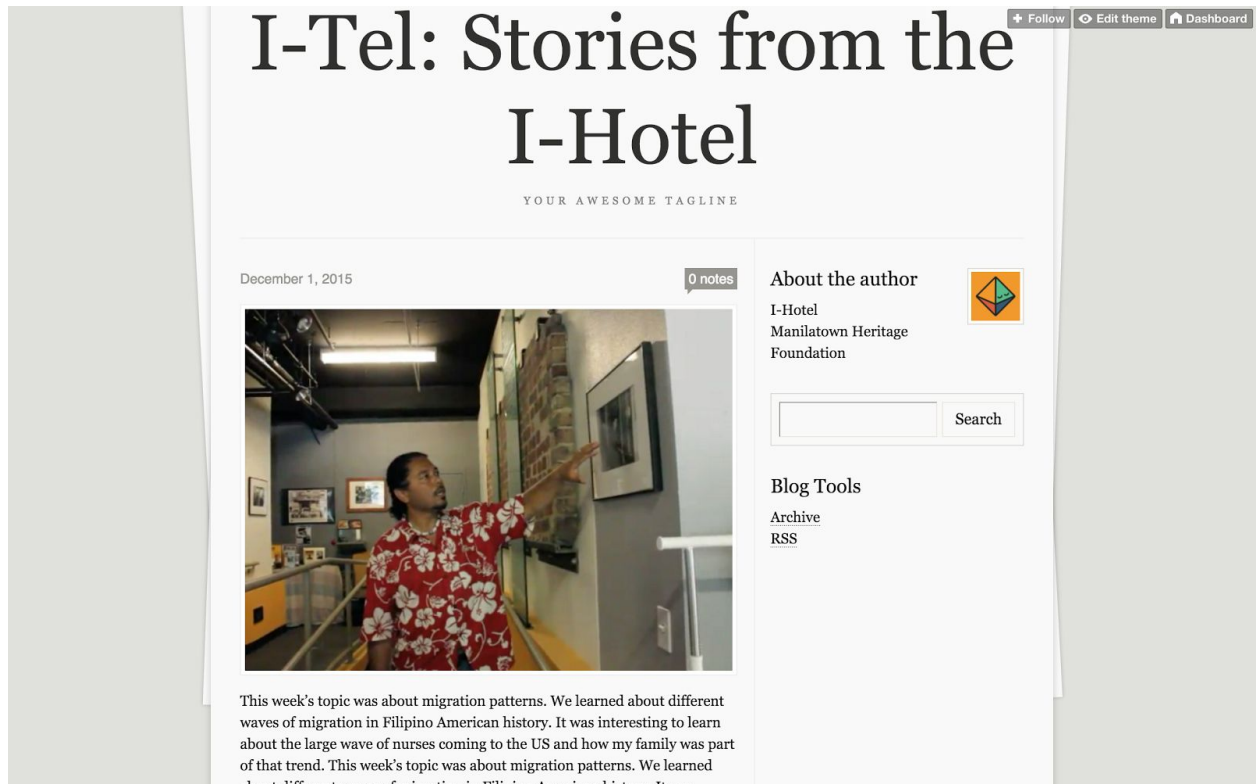 Follow
Edit theme
Dashboard
I-Tel: Stories from the
I-Hotel
YOUR AWESOME TAGLINE
December 1, 2015
0 notes
This week’s topic was about migration patterns. We learned about different
waves of migration in Filipino American history. It was interesting to learn
about the large wave of nurses coming to the US and how my family was part
of that trend. This week’s topic was about migration patterns. We learned
About the author
I-Hotel
Manilatown Heritage
Foundation
Search
Blog Tools
Archive
RSS